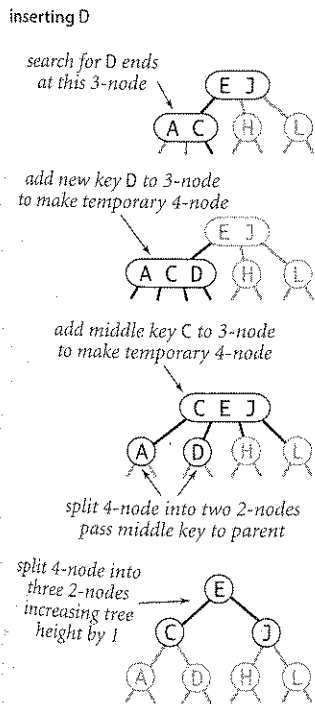 inserting D
search for D ends
at this 3-node
E J
A C H L
add new key D to 3-node
to make temporary 4-node
E J
A C D H L
add middle key C to 3-node
to make temporary 4-node
C E J
A D H L
split 4-node into two 2-nodes
pass middle key to parent
split 4-node into
three 2-nodes
increasing tree
height by 1
E
C J
A D H L